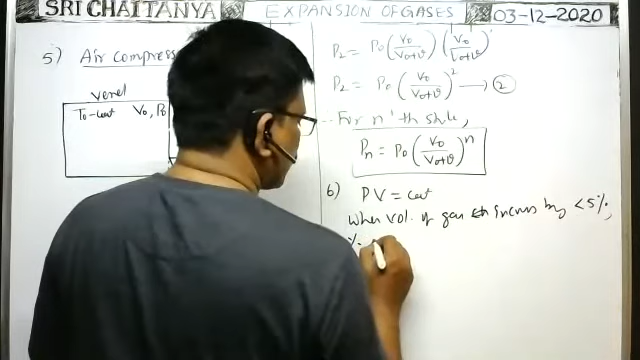 SRI CHAITANYA EXPANSION OF GASES 03-12-2020
5) Air compress
Vessel
T₀-const V₀, P₀
P₂ = P₀ (V₀/V₀+v) (V₀/V₀+v)'
P₂ = P₀ (V₀/V₀+v)² → ②
For n'th stroke,
Pₙ = P₀ (V₀/V₀+v)ⁿ
6) PV = const
When vol. of gas increases by <5%,
%.